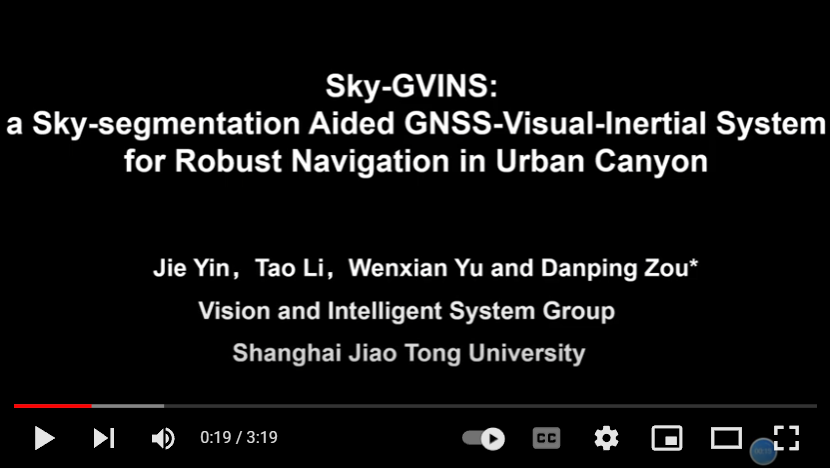 Sky-GVINS:
a Sky-segmentation Aided GNSS-Visual-Inertial System
for Robust Navigation in Urban Canyon
Jie Yin，Tao Li，Wenxian Yu and Danping Zou*
Vision and Intelligent System Group
Shanghai Jiao Tong University
0:19 / 3:19
CC